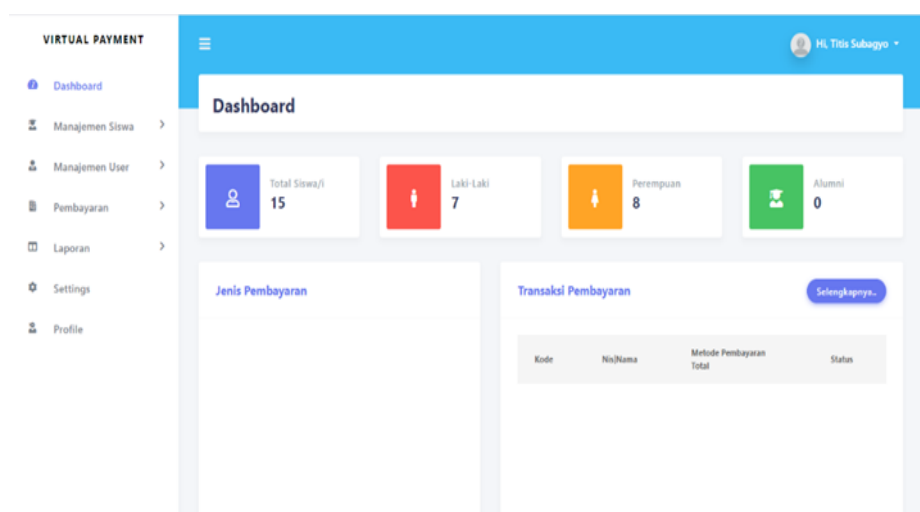 VIRTUAL PAYMENT
Hi, Titis Subagyo
Dashboard
Manajemen Siswa
Manajemen User
Pembayaran
Laporan
Settings
Profile
Dashboard
Total Siswa/i
15
Laki-Laki
7
Perempuan
8
Alumni
0
Jenis Pembayaran
Transaksi Pembayaran
Selengkapnya..
Kode Nis|Nama Metode Pembayaran Status
Total